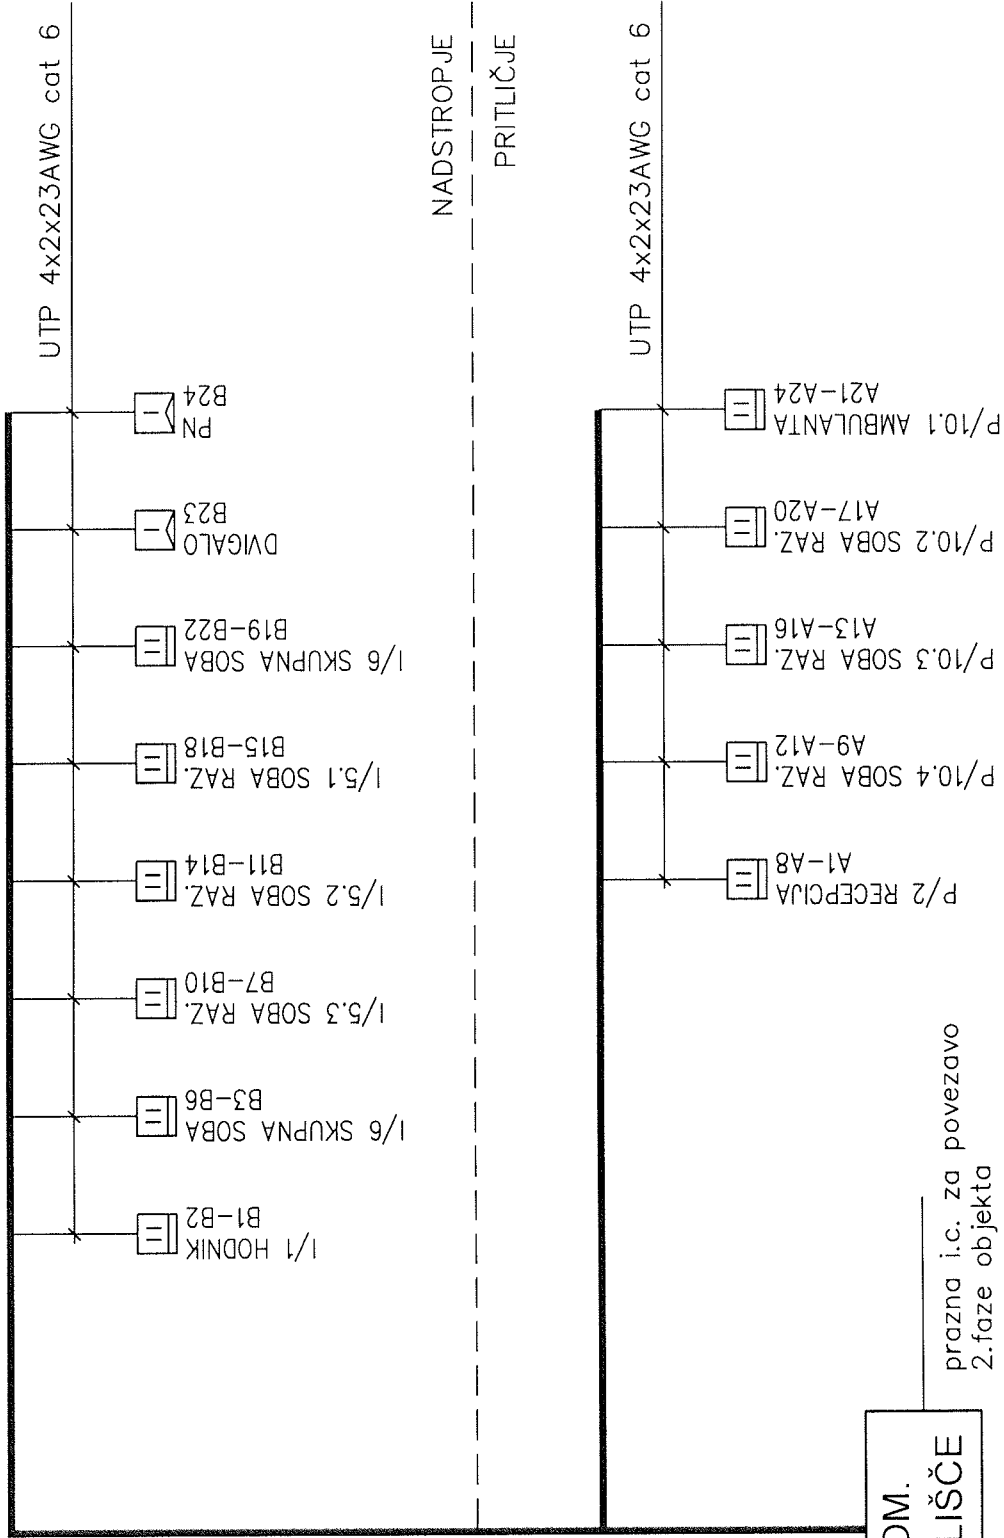 UTP 4x2x23AWG cat 6
I/1 HODNIK
B1-B2
I/6 SKUPNA SOBA
B3-B6
I/5.3 SOBA RAZ.
B7-B10
I/5.2 SOBA RAZ.
B11-B14
I/5.1 SOBA RAZ.
B15-B18
I/6 SKUPNA SOBA
B19-B22
DVIGALO
B23
PN
B24
NADSTROPJE
PRITLIČJE
UTP 4x2x23AWG cat 6
P/2 RECEPCIJA
A1-A8
P/10.4 SOBA RAZ.
A9-A12
P/10.3 SOBA RAZ.
A13-A16
P/10.2 SOBA RAZ.
A17-A20
P/10.1 AMBULANTA
A21-A24
OM.
LIŠČE
prazna i.c. za povezavo
2.faze objekta